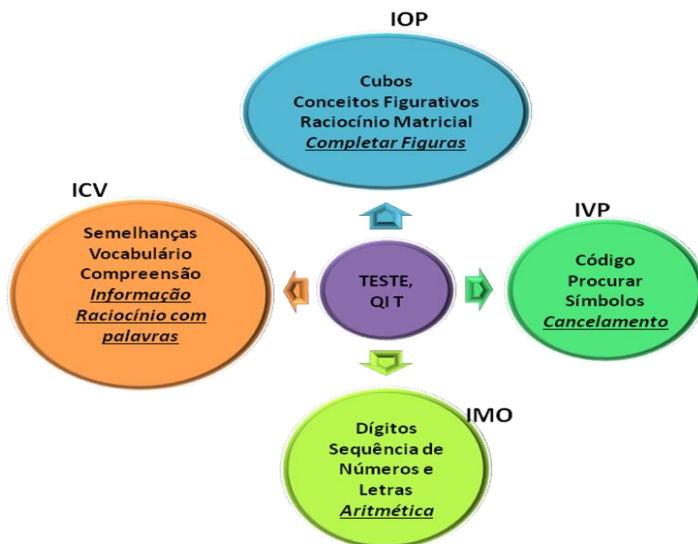 IOP
Cubos
Conceitos Figurativos
Raciocínio Matricial
Completar Figuras
ICV
Semelhanças
Vocabulário
Compreensão
Informação
Raciocínio com
palavras
TESTE,
QI T
IVP
Código
Procurar
Símbolos
Cancelamento
IMO
Dígitos
Sequência de
Números e
Letras
Aritmética